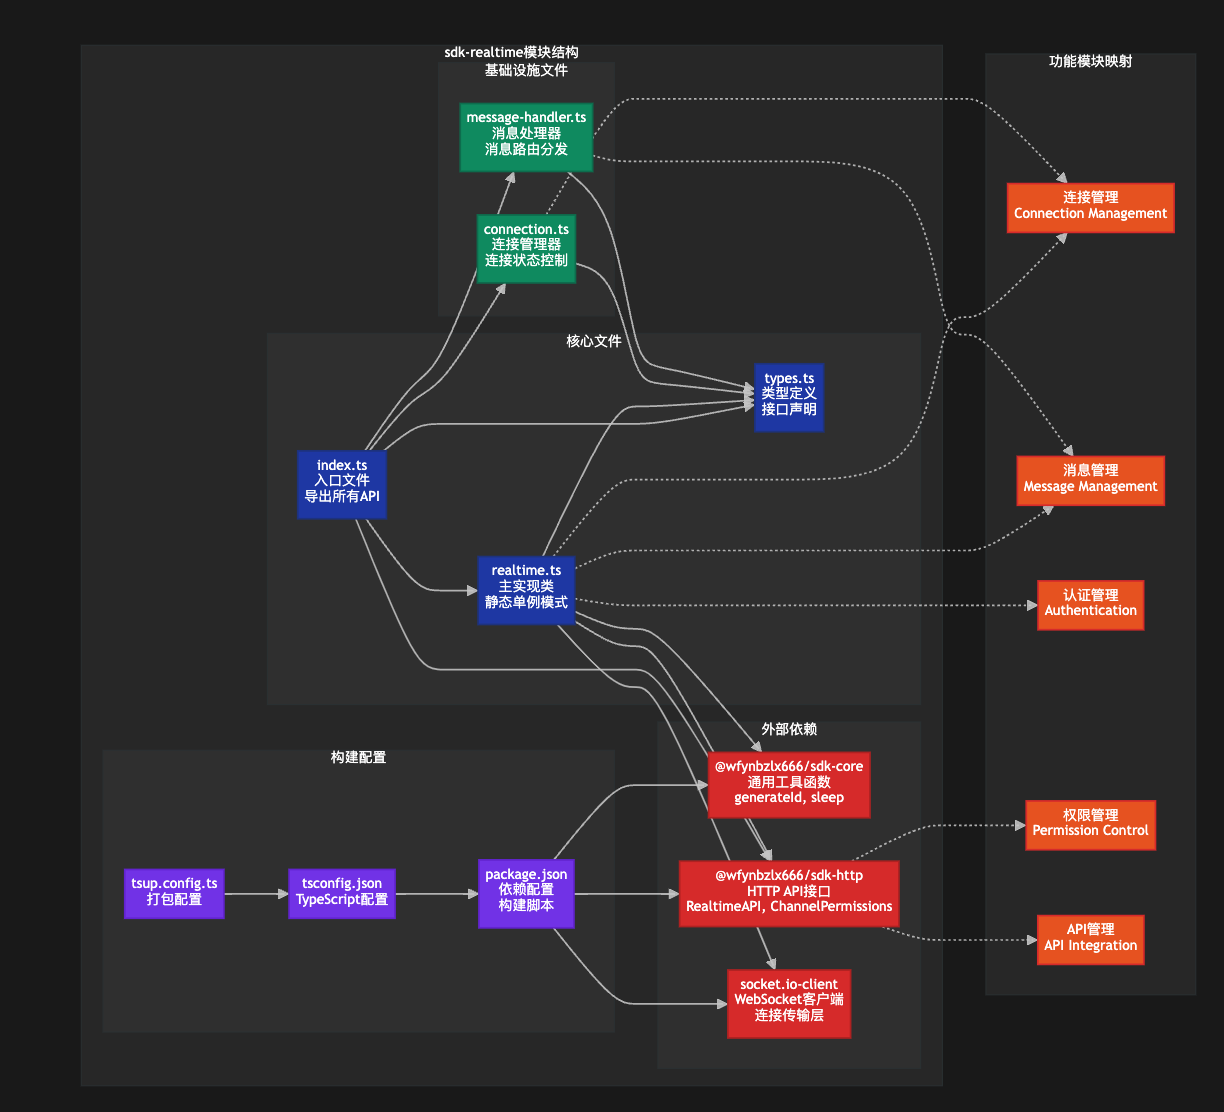 sdk-realtime模块结构
基础设施文件
message-handler.ts
消息处理器
消息路由分发
connection.ts
连接管理器
连接状态控制
核心文件
types.ts
类型定义
接口声明
index.ts
入口文件
导出所有API
realtime.ts
主实现类
静态单例模式
外部依赖
@wfynbzlx666/sdk-core
通用工具函数
generateId, sleep
@wfynbzlx666/sdk-http
HTTP API接口
RealtimeAPI, ChannelPermissions
socket.io-client
WebSocket客户端
连接传输层
构建配置
tsup.config.ts
打包配置
tsconfig.json
TypeScript配置
package.json
依赖配置
构建脚本
功能模块映射
连接管理
Connection Management
消息管理
Message Management
认证管理
Authentication
权限管理
Permission Control
API管理
API Integration